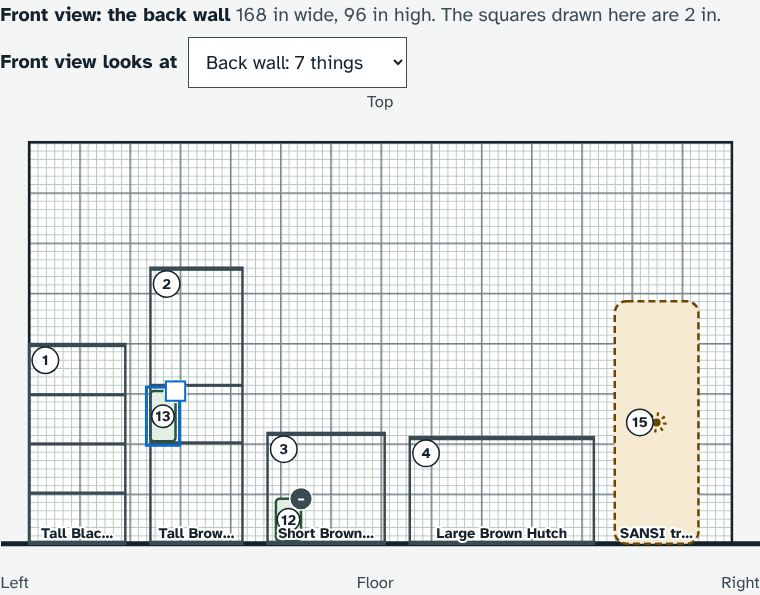 Front view: the back wall 168 in wide, 96 in high. The squares drawn here are 2 in.
Front view looks at Back wall: 7 things
Top
2
1
13
15
3
4
12
-
Tall Blac... Tall Brow... Short Brown... Large Brown Hutch SANSI tr...
Left Floor Right